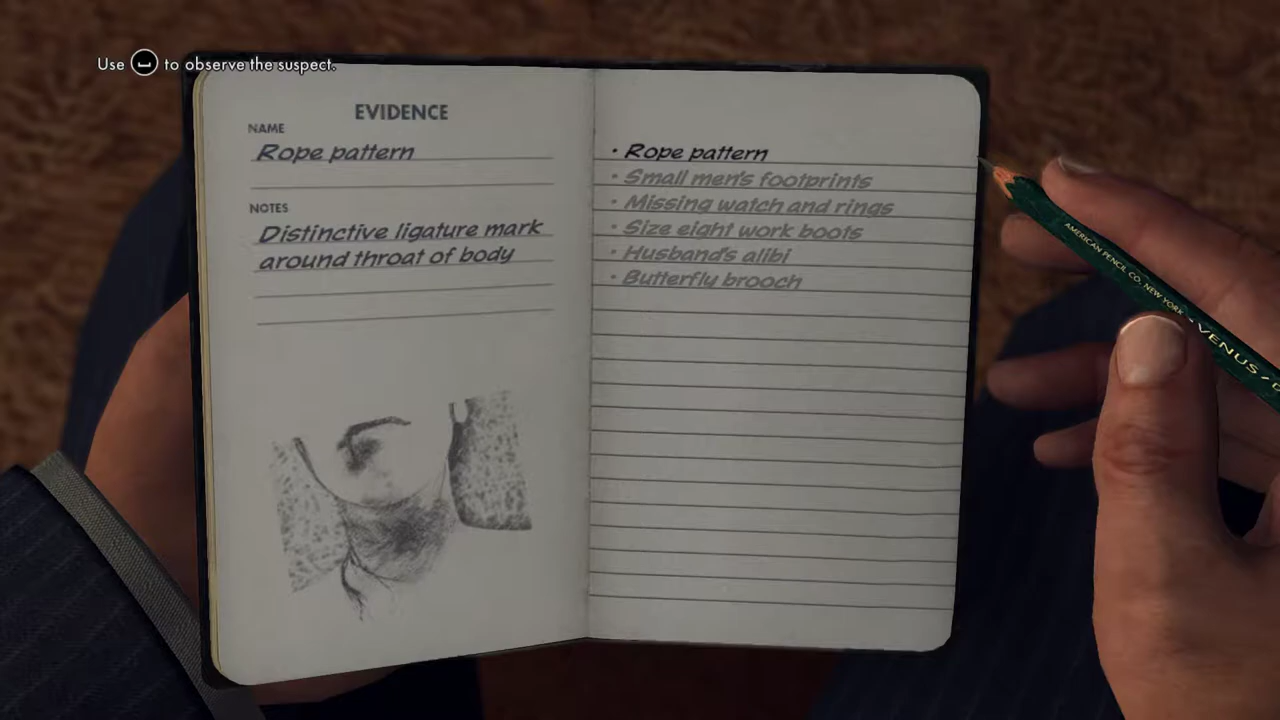 Use to observe the suspect.
EVIDENCE
NAME
Rope pattern
NOTES
Distinctive ligature mark
around throat of body
· Rope pattern
· Small men's footprints
· Missing watch and rings
· Size eight work boots
· Husband's alibi
· Butterfly brooch
AMERICAN PENCIL CO. NEW YORK
VENUS